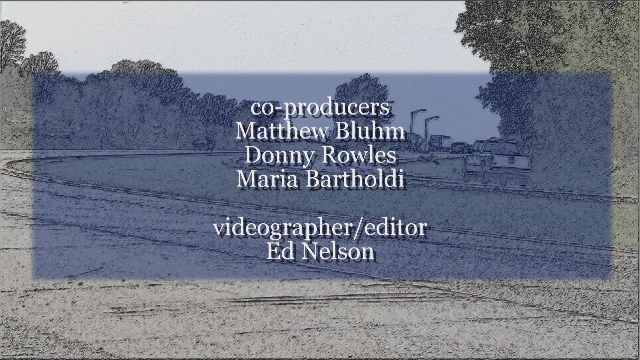 co-producers
Matthew Bluhm
Donny Rowles
Maria Bartholdi
videographer/editor
Ed Nelson